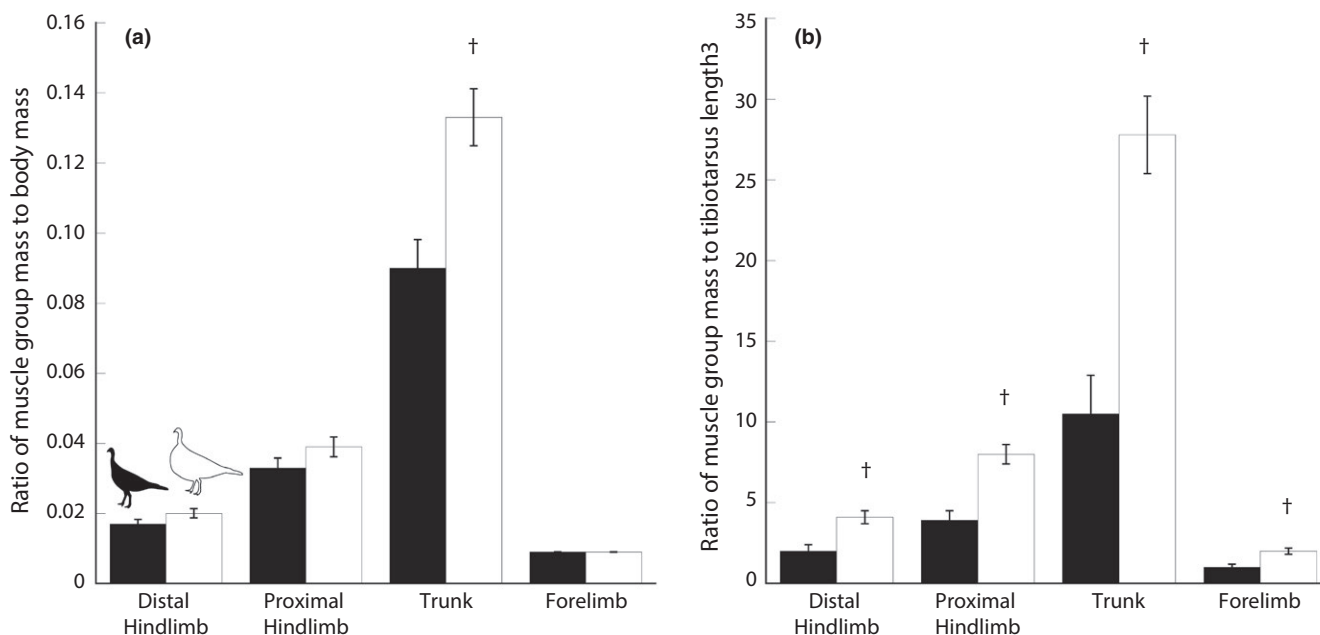 (a)
Ratio of muscle group mass to body mass
0.16
0.14
0.12
0.10
0.08
0.06
0.04
0.02
0
†
Distal
Hindlimb
Proximal
Hindlimb
Trunk
Forelimb
(b)
Ratio of muscle group mass to tibiotarsus length3
35
30
25
20
15
10
5
0
†
†
†
†
Distal
Hindlimb
Proximal
Hindlimb
Trunk
Forelimb